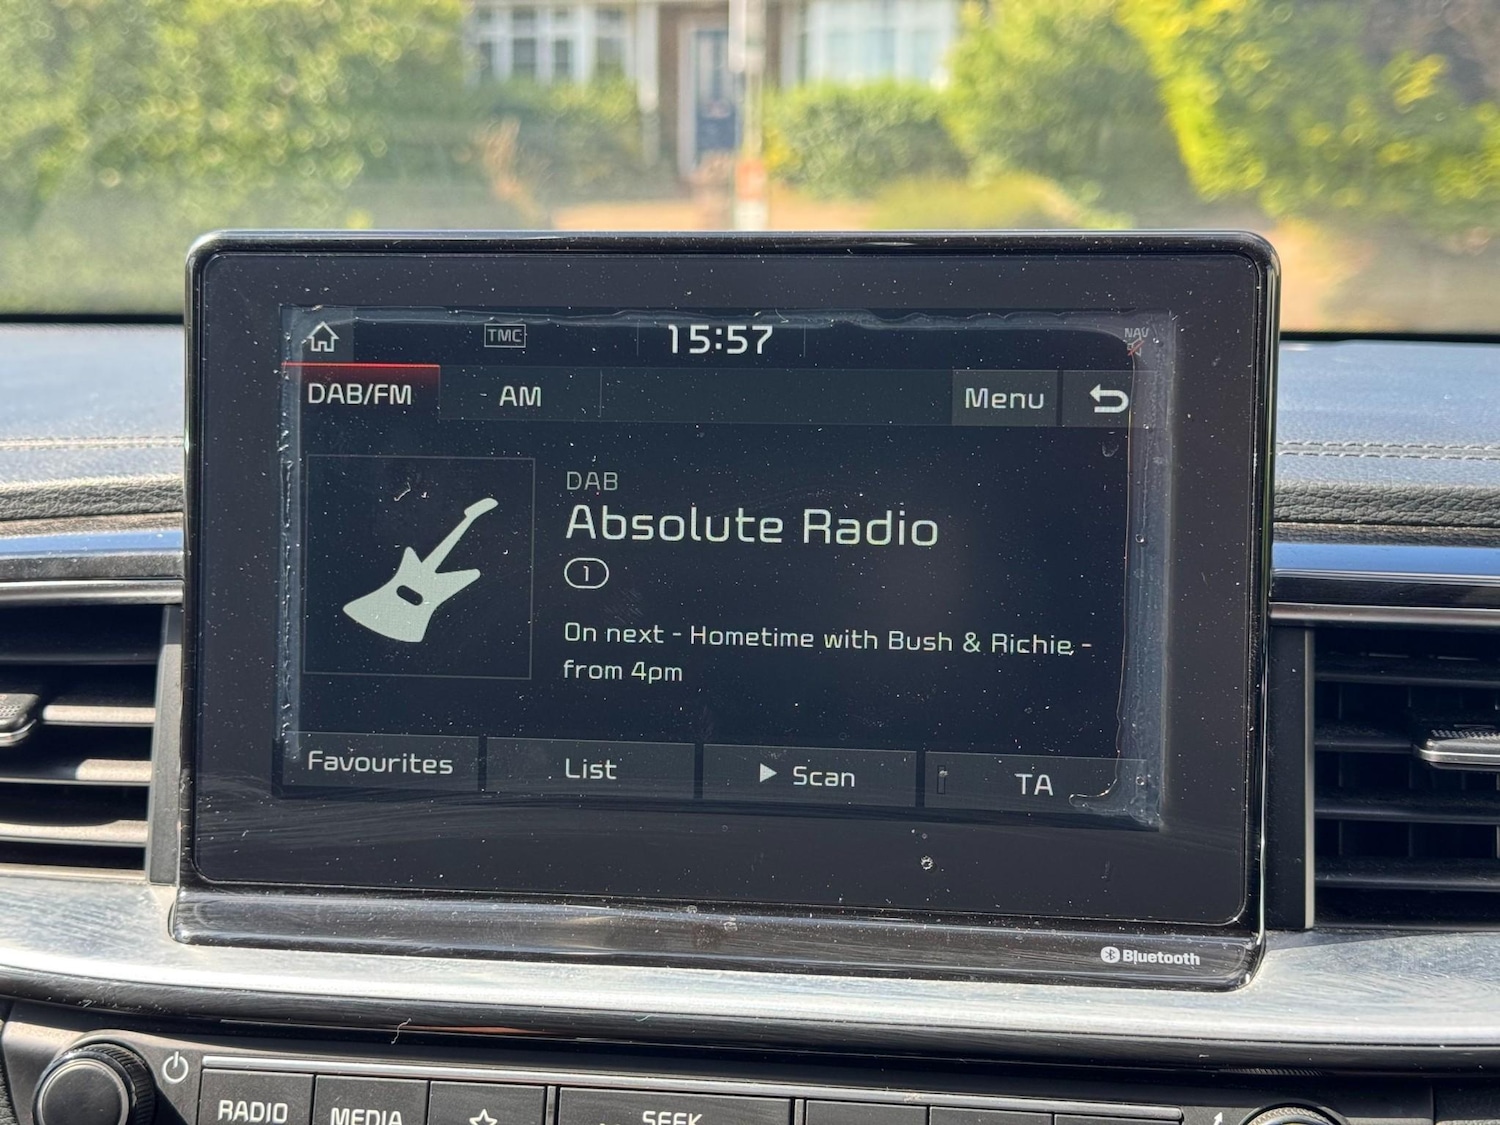 TMC
15:57
NAV
DAB/FM
AM
Menu
DAB
Absolute Radio
1
On next - Hometime with Bush & Richie -
from 4pm
Favourites
List
Scan
TA
Bluetooth
RADIO
MEDIA
SEEK